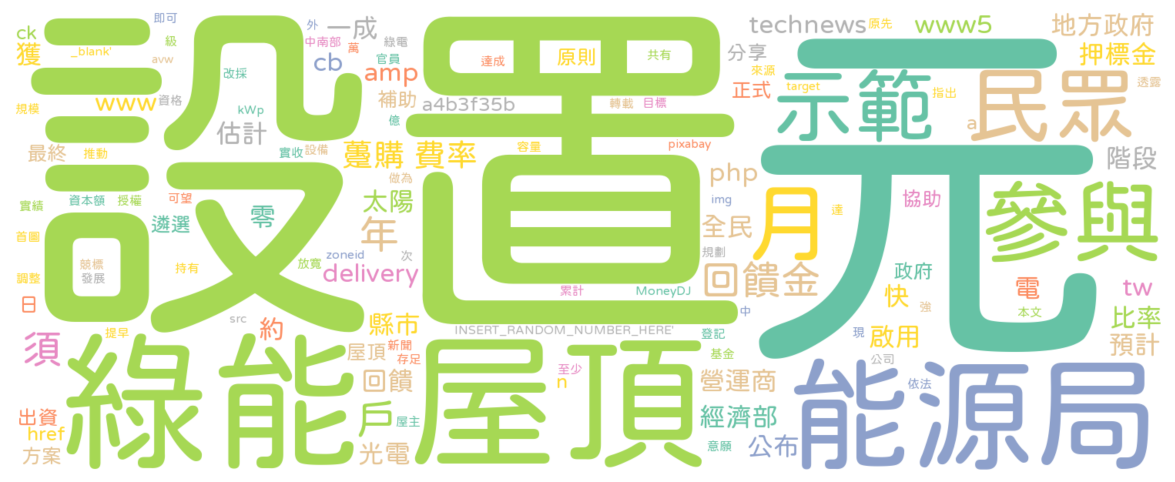 設置
元
綠能屋頂
能源局
民眾
參與
示範
月
年
回饋金
躉購
費率
須
戶
零
估計
一成
獲
ck
_blank'
即可
級
avw
外
中南部
萬
綠電
官員
cb
amp
www
資格
改採
kWp
規模
補助
億
達成
a4b3f35b
原則
共有
轉載
目標
technews
原先
www5
地方政府
分享
來源
押標金
正式
target
指出
透露
a
階段
最終
推動
實收
設備
容量
pixabay
做為
php
img
協助
達
實績
資本額
授權
可望
遴選
太陽
全民
首圖
競標
發展
調整
持有
放寬
zoneid
次
delivery
規劃
政府
電
tw
日
src
約
累計
MoneyDJ
中
快
強
本文
比率
縣市
INSERT_RANDOM_NUMBER_HERE'
登記
啟用
現
預計
屋頂
新聞
存足
基金
公司
回饋
至少
n
營運商
依法
出資
href
屋主
經濟部
方案
光電
意願
公布
提早